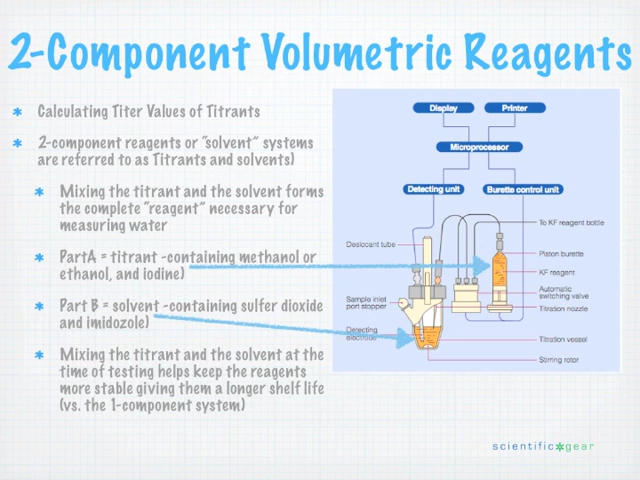 2-Component Volumetric Reagents
Calculating Titer Values of Titrants
2-component reagents or "solvent" systems
are referred to as Titrants and solvents)
Mixing the titrant and the solvent forms
the complete "reagent" necessary for
measuring water
PartA = titrant -containing methanol or
ethanol, and iodine)
Part B = solvent -containing sulfer dioxide
and imidozole)
Mixing the titrant and the solvent at the
time of testing helps keep the reagents
more stable giving them a longer shelf life
(vs. the 1-component system)
Display
Printer
Microprocessor
Detecting unit
Burette control unit
To KF reagent bottle
Desiccant tube
Piston burette
KF reagent
Automatic
switching valve
Sample inlet
port stopper
Titration nozzle
Detecting
electrode
Titration vessel
Stirring rotor
scientific gear